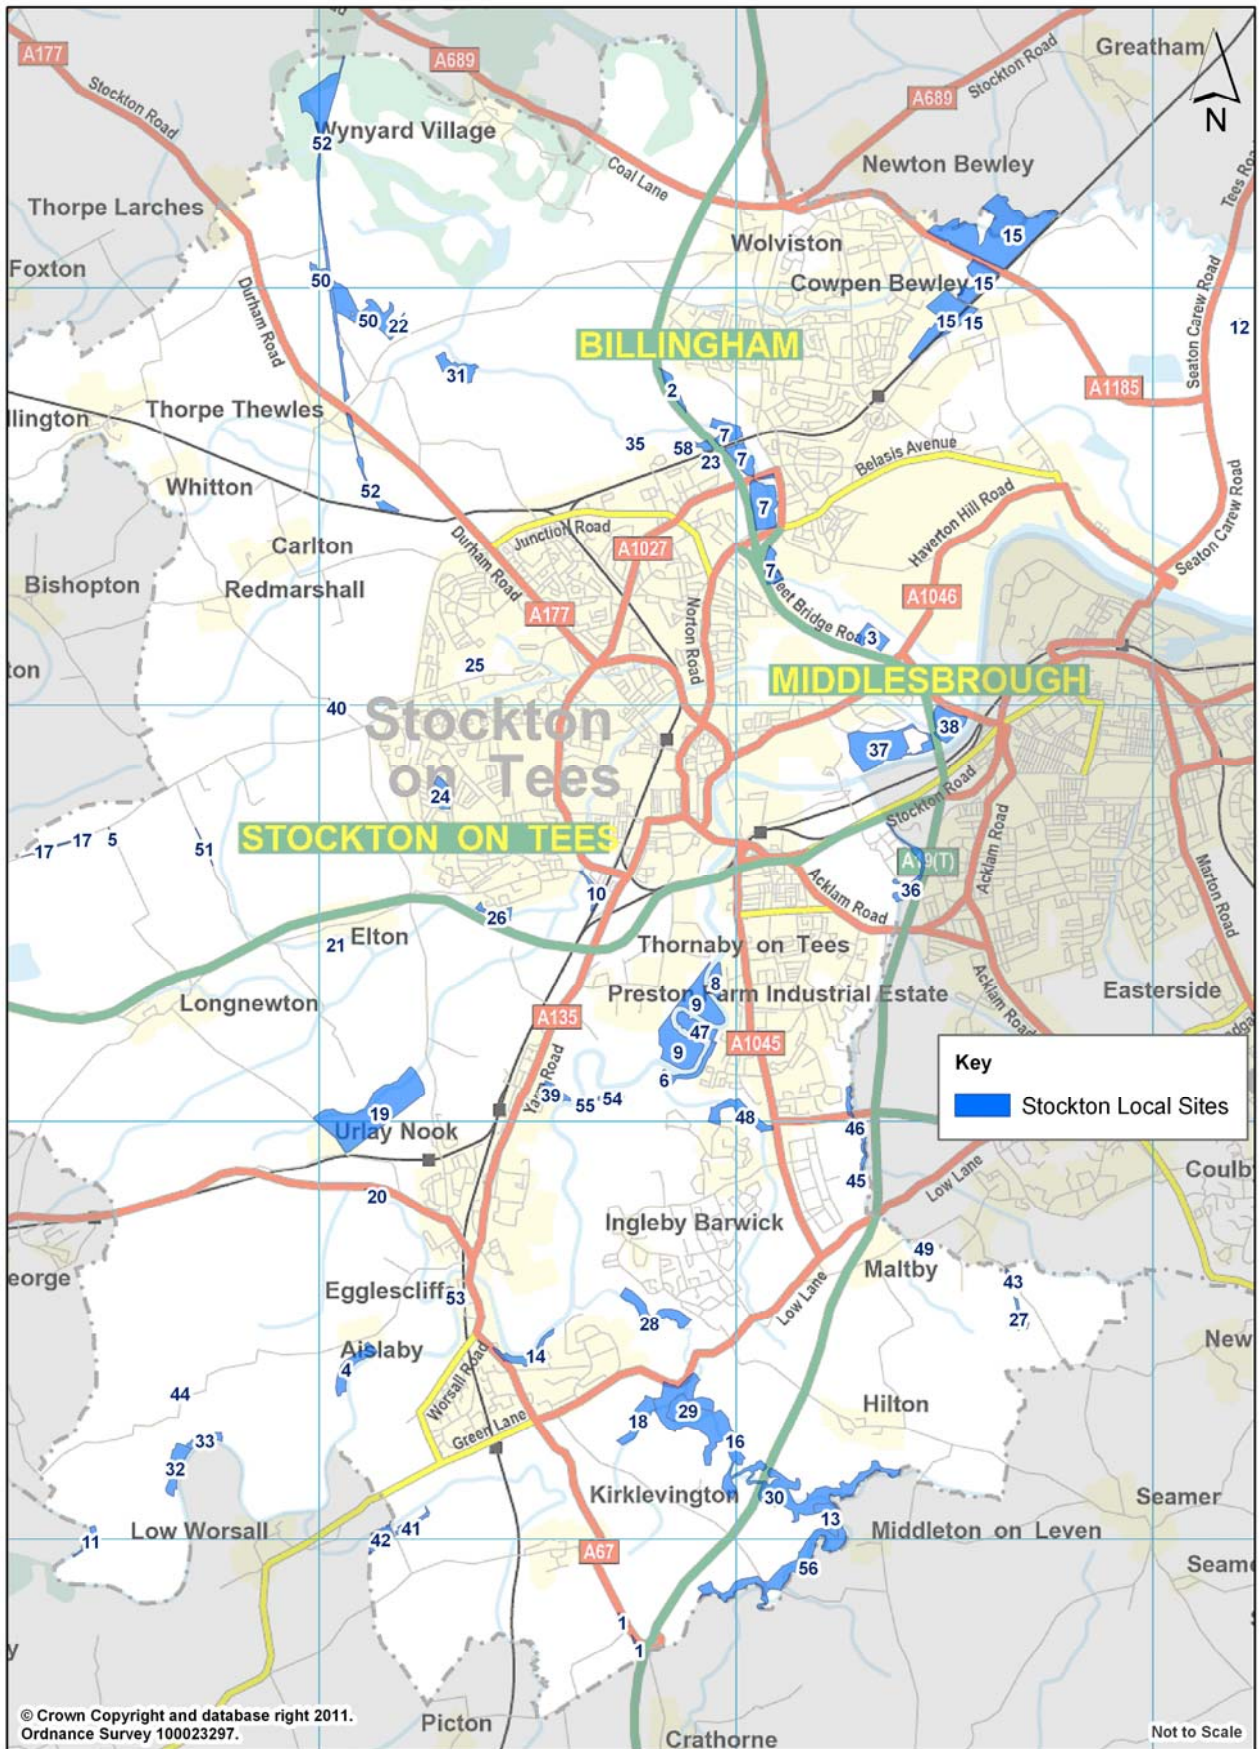 A177
A689
Greatham
Stockton Road
Stockton Road
A689
N
Wynyard Village
52
Coal Lane
Newton Bewley
Thorpe Larches
15
Wolviston
Foxton
50
Cowpen Bewley
15
Durham Road
50
22
15
15
12
Seaton Carew Road
BILLINGHAM
31
A1185
2
Thorpe Thewles
7
35
58
23
7
Belasis Avenue
Whitton
52
7
Haverton Hill Road
Seaton Carew Road
Junction Road
Durham Road
Carlton
A1027
7
Bishopton
Redmarshall
A1046
A177
Norton Road
3
25
MIDDLESBROUGH
40
Stockton
on Tees
38
37
24
Stockton Road
17
17
5
51
STOCKTON ON TEES
A19(T)
Acklam Road
Acklam Road
36
Marton Road
10
26
21
Elton
Thornaby on Tees
8
Acklam Road
Longnewton
Preston Farm Industrial Estate
Easterside
9
A135
47
A1045
9
Key
Yarm Road
6
Stockton Local Sites
39
55
54
19
48
Urlay Nook
46
20
45
Low Lane
Ingleby Barwick
49
Maltby
43
Egglescliff
53
27
Low Lane
28
Aislaby
14
4
Worsall Road
44
Hilton
18
29
33
Green Lane
16
32
Kirklevington
30
Seamer
11
Low Worsall
42
41
13
Middleton on Leven
A67
56
1
1
© Crown Copyright and database right 2011.
Ordnance Survey 100023297.
Picton
Crathorne
Not to Scale